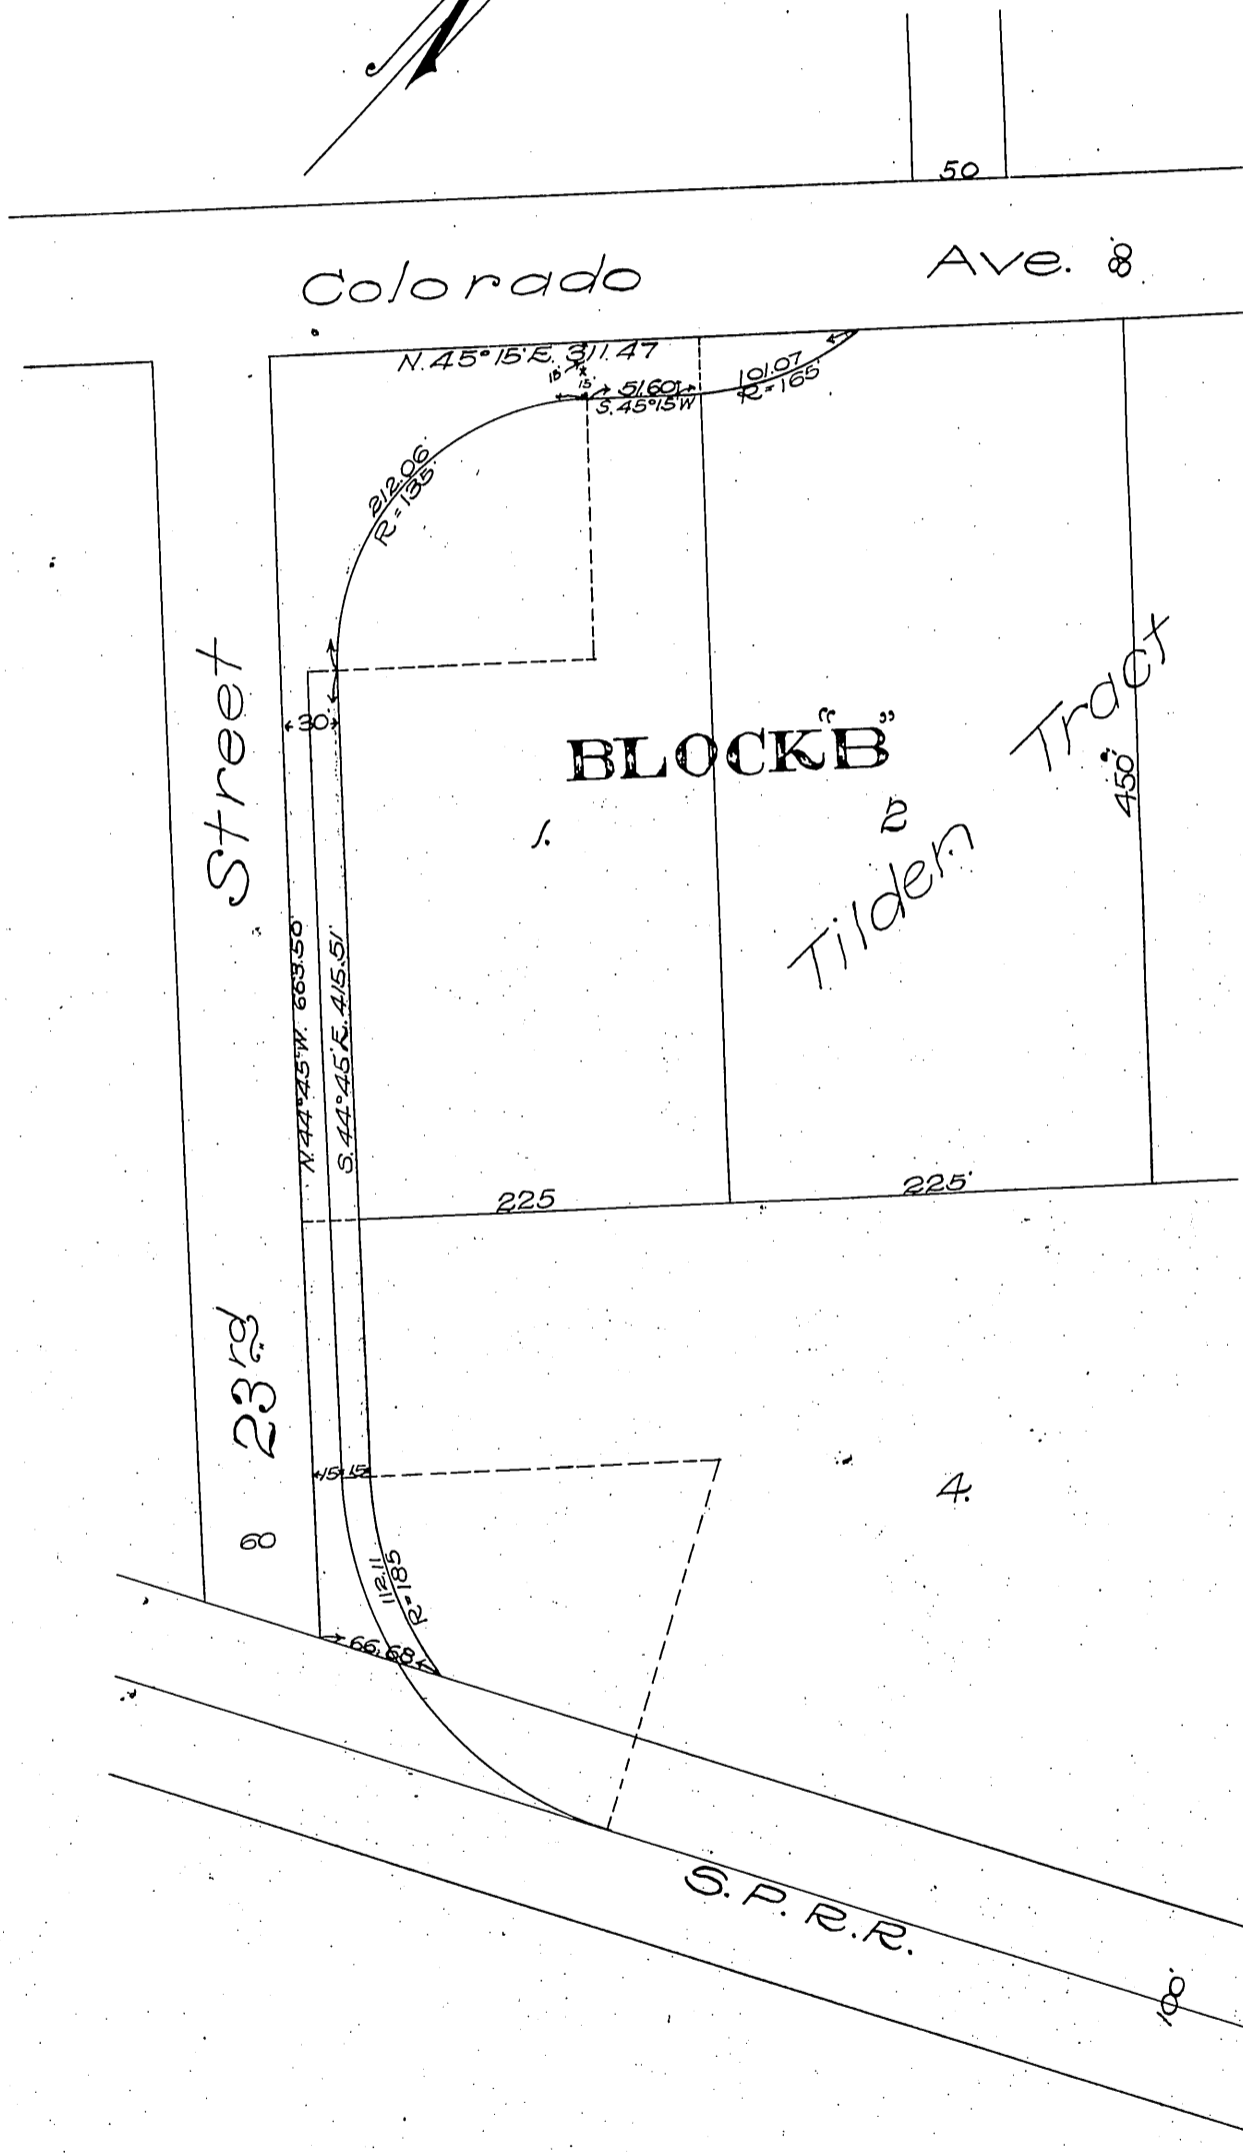 50
Colorado Ave. 80
N. 45° 15' E. 311.47
15'
51.60
S. 45° 15' W
101.07
R=165'
212.06'
R=135'
30'
Street
BLOCK "B"
1.
2
Tilden Tract
450'
N. 44° 45' W. 663.50'
S. 44° 45' E. 415.51'
225
225'
23rd
15 15
60
4.
112.11
R=185
66.68
S.P.R.R.
100'